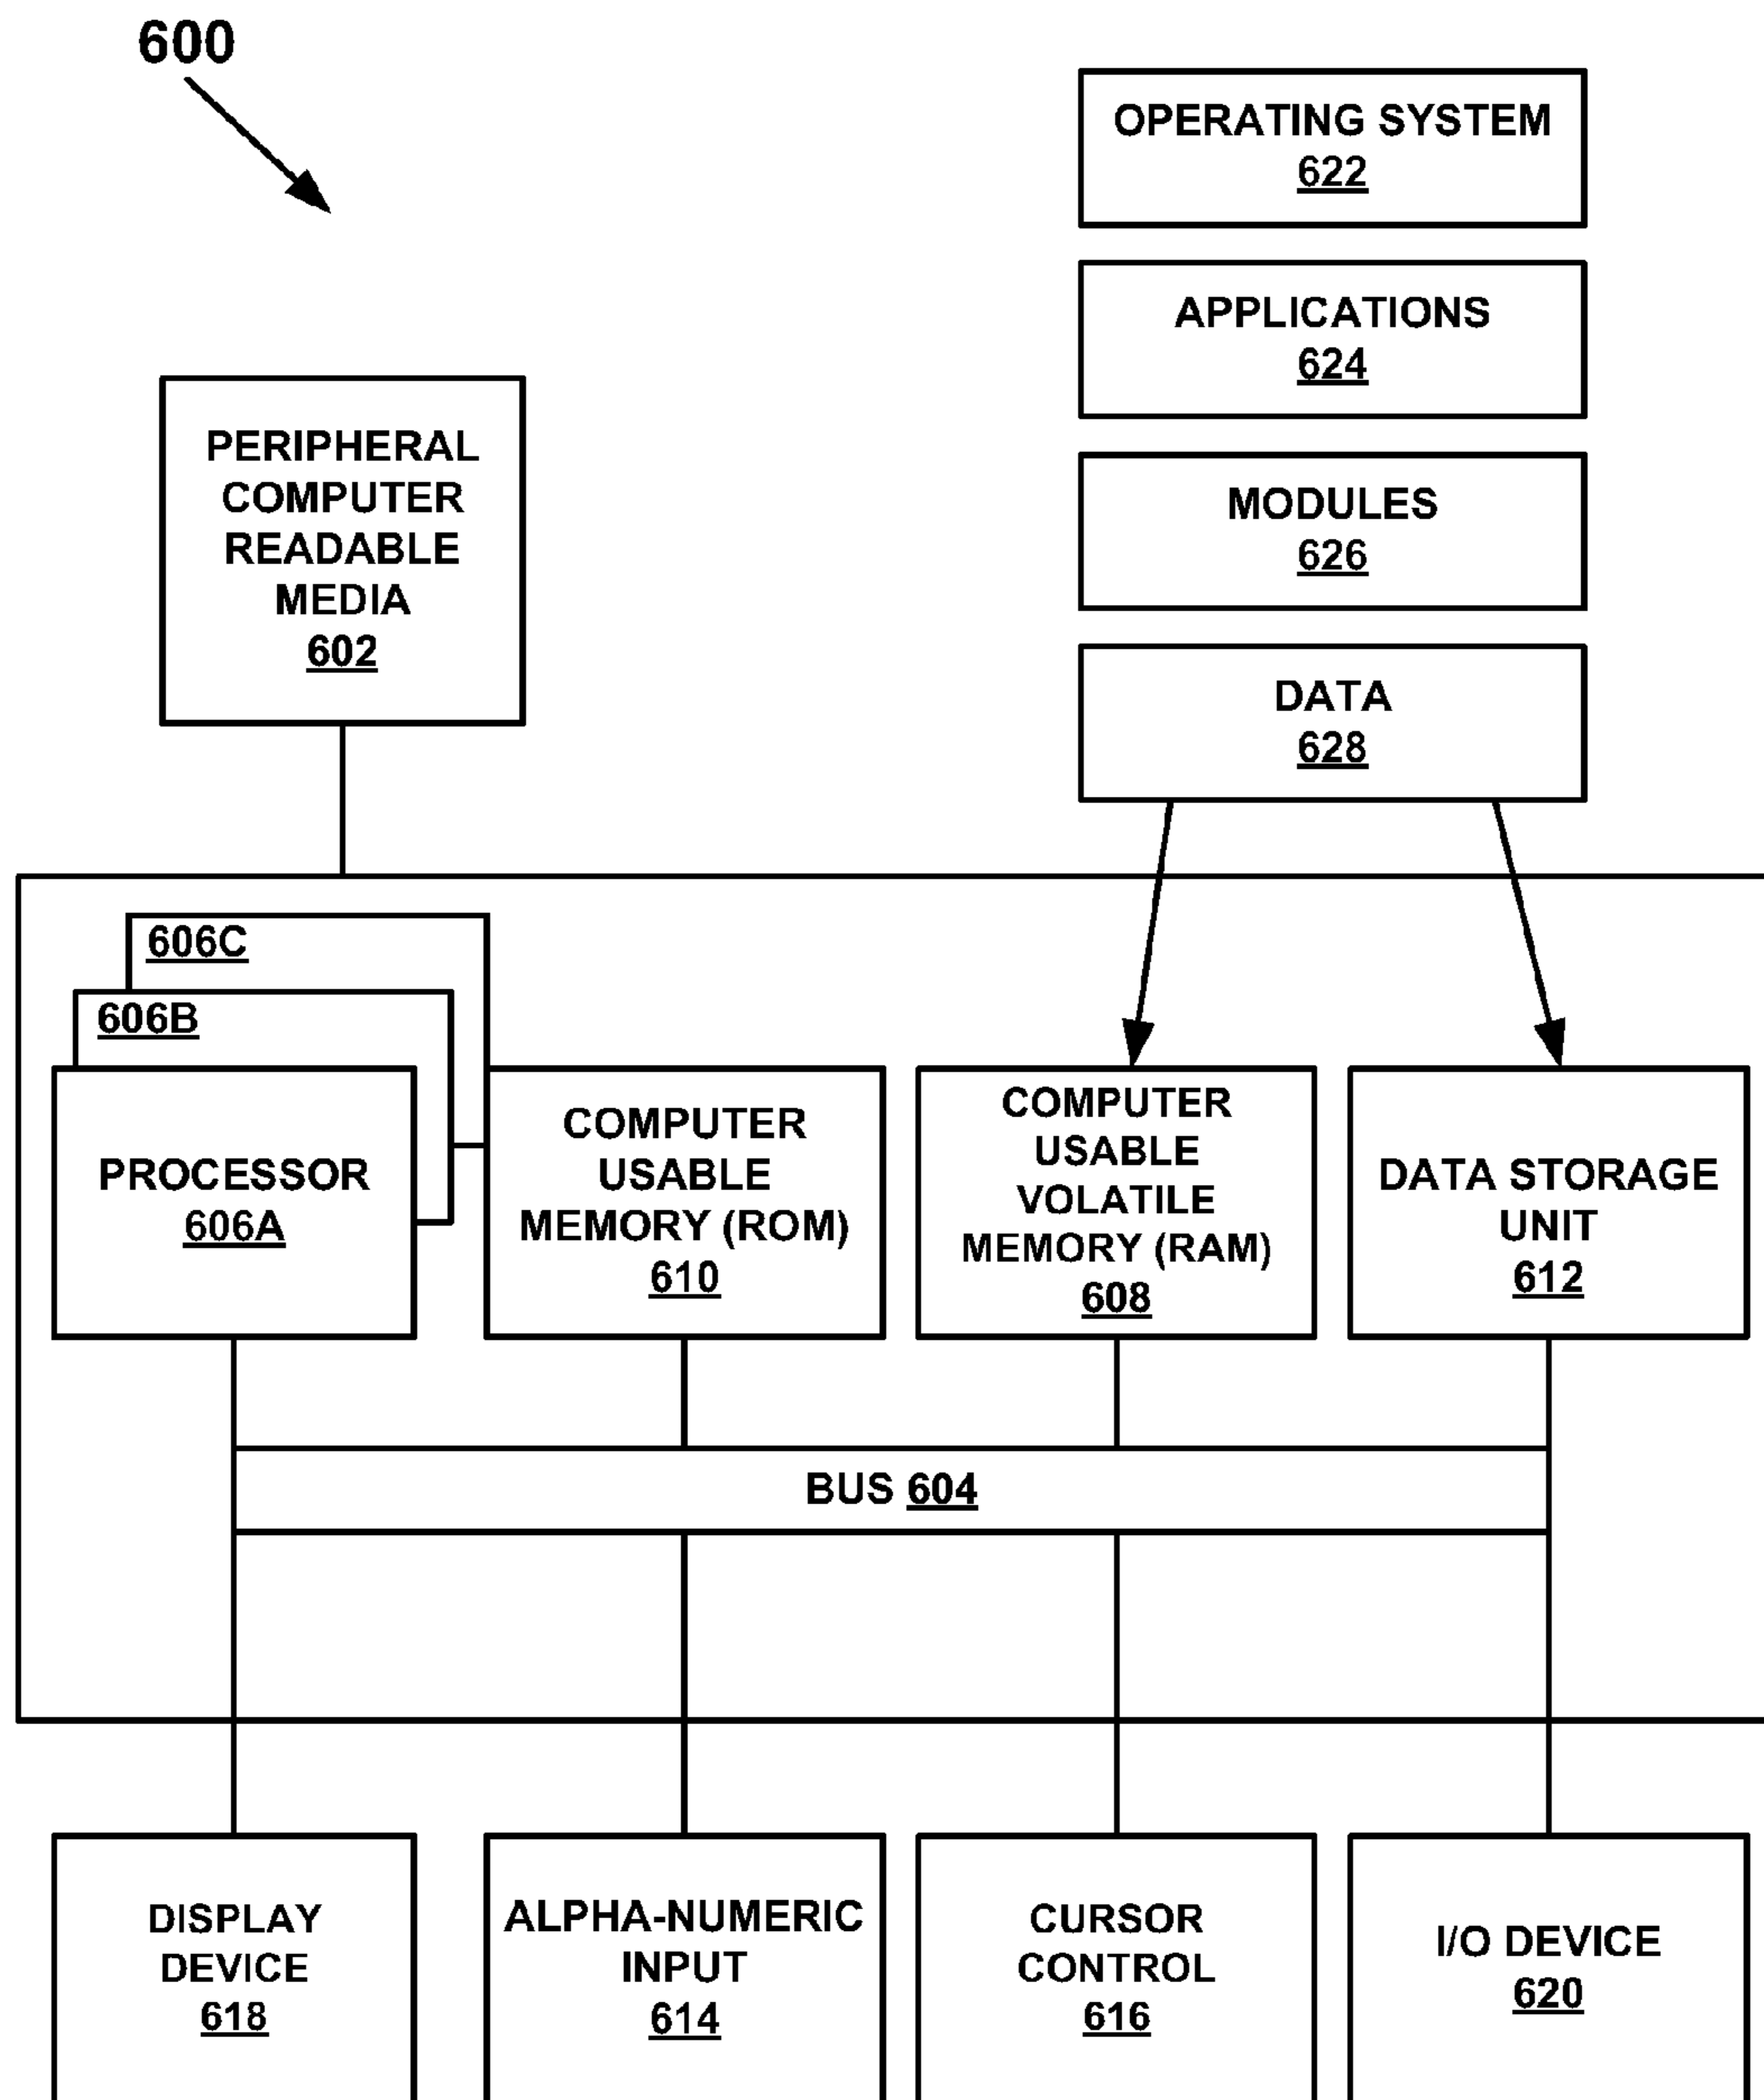 600
OPERATING SYSTEM
622
APPLICATIONS
624
MODULES
626
DATA
628
PERIPHERAL
COMPUTER
READABLE
MEDIA
602
606C
606B
PROCESSOR
606A
COMPUTER
USABLE
MEMORY (ROM)
610
COMPUTER
USABLE
VOLATILE
MEMORY (RAM)
608
DATA STORAGE
UNIT
612
BUS 604
DISPLAY
DEVICE
618
ALPHA-NUMERIC
INPUT
614
CURSOR
CONTROL
616
I/O DEVICE
620